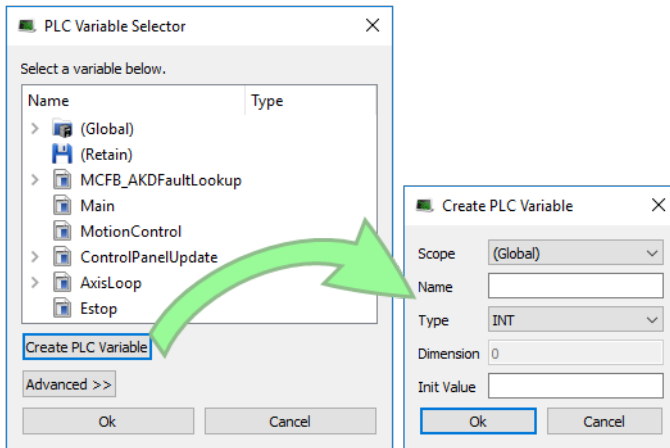 PLC Variable Selector
Select a variable below.
Name Type
(Global)
(Retain)
MCFB_AKDFaultLookup
Main
MotionControl
ControlPanelUpdate
AxisLoop
Estop
Create PLC Variable
Advanced >>
Ok Cancel
Create PLC Variable
Scope (Global)
Name
Type INT
Dimension 0
Init Value
Ok Cancel